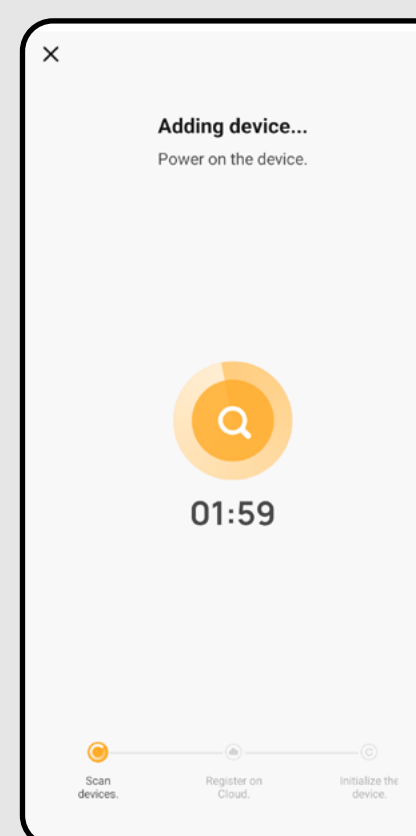 Adding device...
Power on the device.
01:59
Scan
devices.
Register on
Cloud.
Initialize the
device.